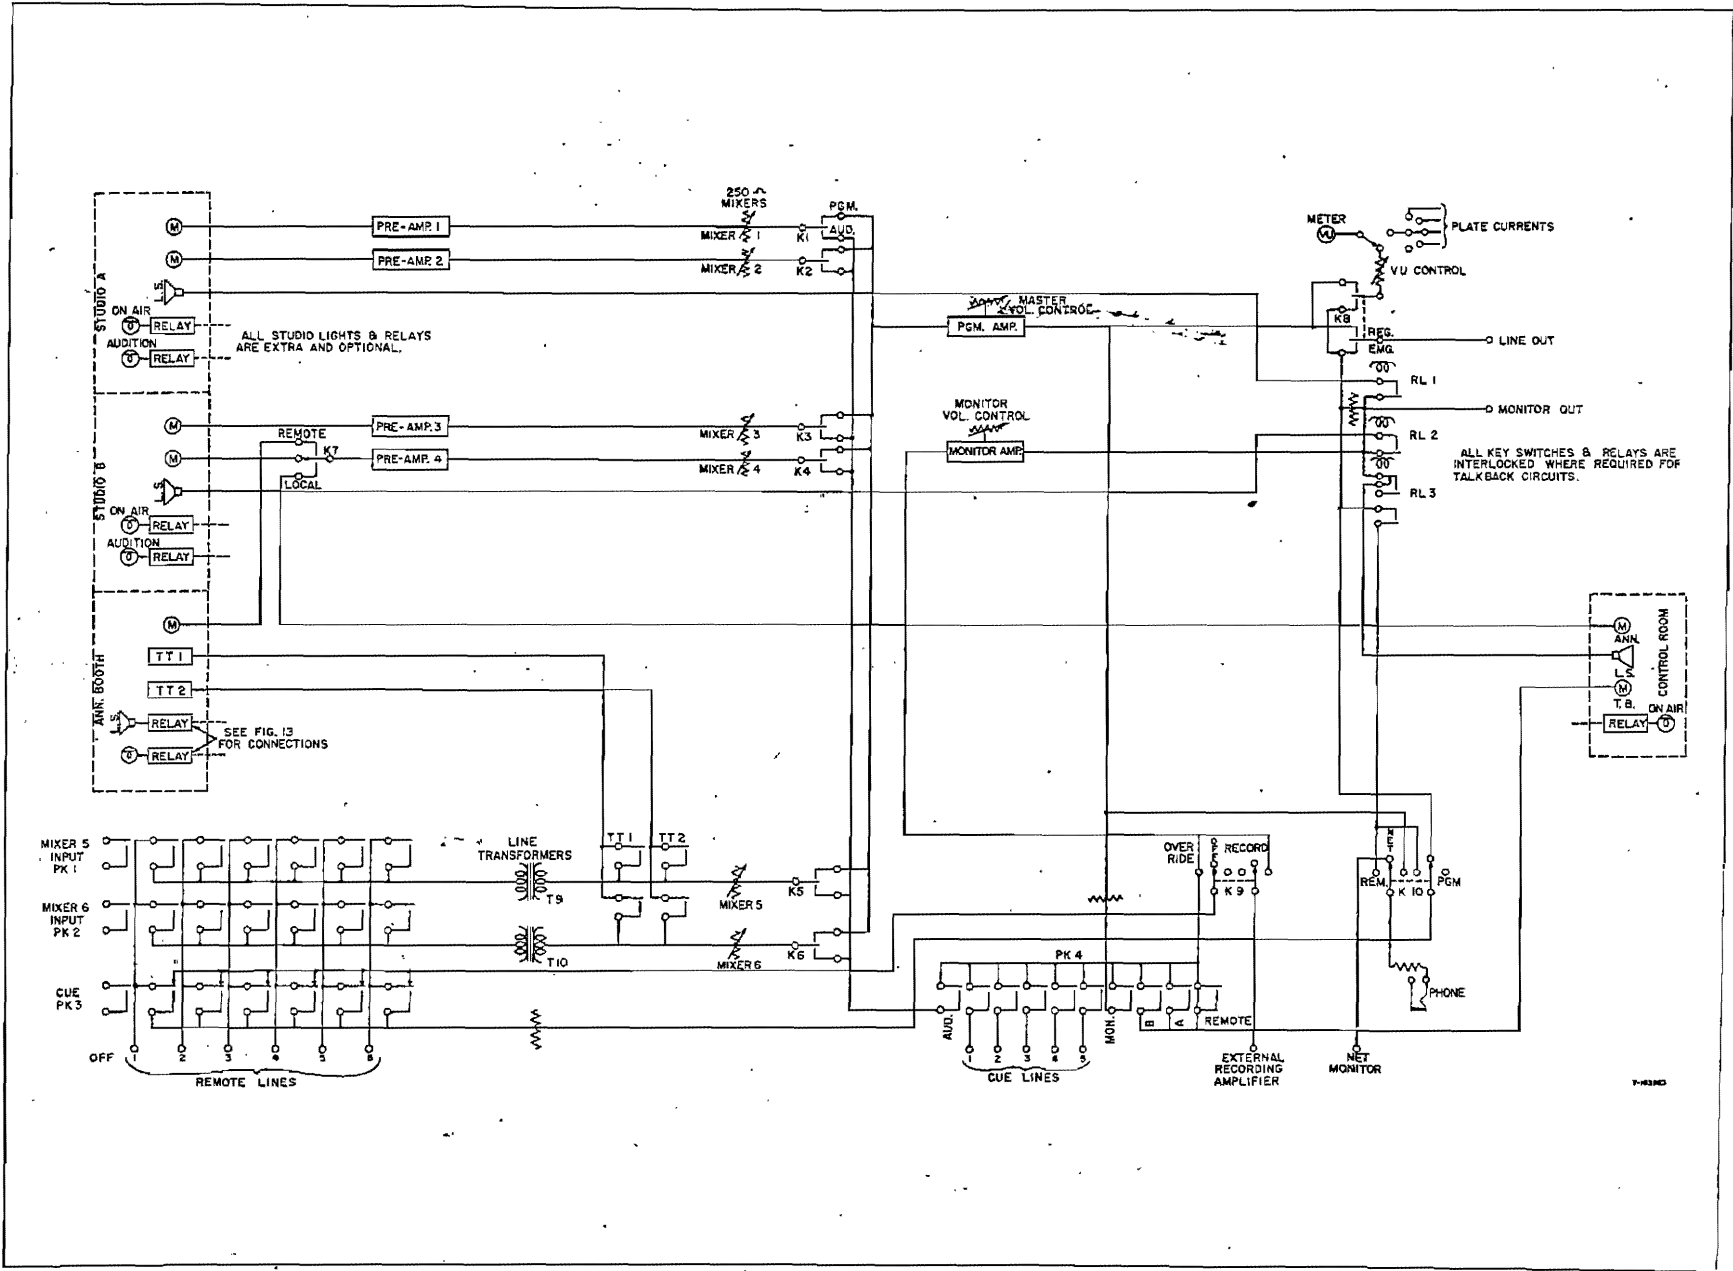 250 Ω
MIXERS
PGM.
AUD.
PRE-AMP. 1
MIXER 1
K1
PRE-AMP. 2
MIXER 2
K2
STUDIO A
L.S.
ON AIR
RELAY
AUDITION
RELAY
ALL STUDIO LIGHTS & RELAYS
ARE EXTRA AND OPTIONAL.
MASTER
VOL. CONTROL
PGM. AMP.
METER
VU
PLATE CURRENTS
VU CONTROL
K8
REG.
EMG.
LINE OUT
RL 1
MONITOR OUT
RL 2
ALL KEY SWITCHES & RELAYS ARE
INTERLOCKED WHERE REQUIRED FOR
TALKBACK CIRCUITS.
RL 3
M
M
STUDIO B
M
M
REMOTE
K7
LOCAL
PRE-AMP. 3
PRE-AMP. 4
MIXER 3
K3
MIXER 4
K4
MONITOR
VOL. CONTROL
MONITOR AMP.
L.S.
ON AIR
RELAY
AUDITION
RELAY
ANN. BOOTH
M
TT 1
TT 2
L.S.
RELAY
RELAY
SEE FIG. 13
FOR CONNECTIONS
CONTROL ROOM
M
ANN.
L.S.
M
T.B.
ON AIR
RELAY
MIXER 5
INPUT
PK 1
MIXER 6
INPUT
PK 2
CUE
PK 3
LINE
TRANSFORMERS
T9
T10
TT 1
TT 2
MIXER 5
K5
MIXER 6
K6
OVER
RIDE
OFF
RECORD
K 9
NET
REM.
K 10
PGM
PHONE
PK 4
AUD.
MON.
B
A
REMOTE
OFF
1
2
3
4
5
6
REMOTE LINES
1
2
3
4
5
CUE LINES
EXTERNAL
RECORDING
AMPLIFIER
NET
MONITOR